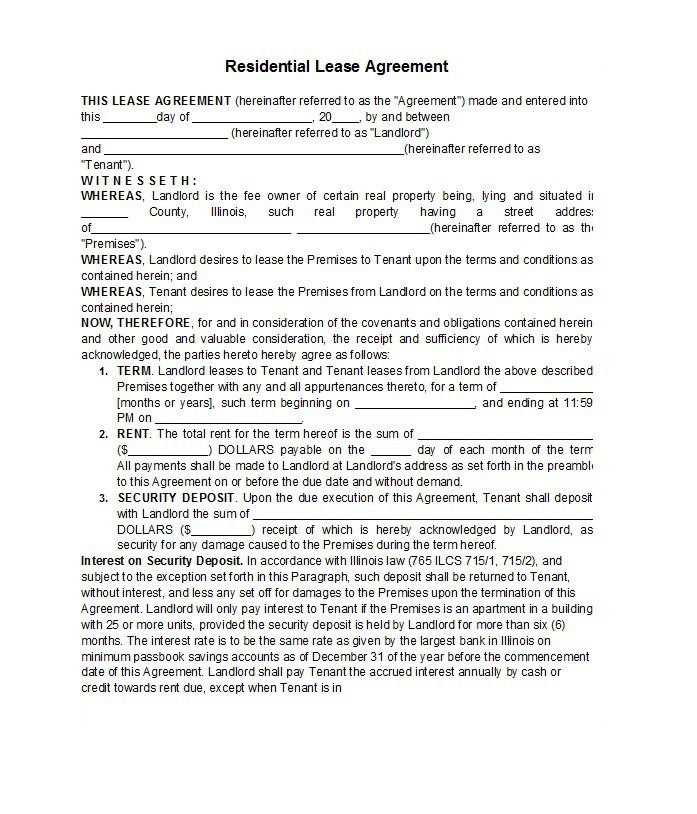 Residential Lease Agreement
THIS LEASE AGREEMENT (hereinafter referred to as the "Agreement") made and entered into
this ________day of __________________, 20____, by and between
______________________ (hereinafter referred to as "Landlord")
and _____________________________________________(hereinafter referred to as
"Tenant").
W I T N E S S E T H :
WHEREAS, Landlord is the fee owner of certain real property being, lying and situated in
_______ County, Illinois, such real property having a street address
of______________________________ ____________________(hereinafter referred to as the
"Premises").
WHEREAS, Landlord desires to lease the Premises to Tenant upon the terms and conditions as
contained herein; and
WHEREAS, Tenant desires to lease the Premises from Landlord on the terms and conditions as
contained herein;
NOW, THEREFORE, for and in consideration of the covenants and obligations contained herein
and other good and valuable consideration, the receipt and sufficiency of which is hereby
acknowledged, the parties hereto hereby agree as follows:
1. TERM. Landlord leases to Tenant and Tenant leases from Landlord the above described
Premises together with any and all appurtenances thereto, for a term of ______________
[months or years], such term beginning on __________________, and ending at 11:59
PM on ______________________.
2. RENT. The total rent for the term hereof is the sum of __________________________
($____________) DOLLARS payable on the ______ day of each month of the term
All payments shall be made to Landlord at Landlord's address as set forth in the preamble
to this Agreement on or before the due date and without demand.
3. SECURITY DEPOSIT. Upon the due execution of this Agreement, Tenant shall deposit
with Landlord the sum of ___________________________________________________
DOLLARS ($_________) receipt of which is hereby acknowledged by Landlord, as
security for any damage caused to the Premises during the term hereof.
Interest on Security Deposit. In accordance with Illinois law (765 ILCS 715/1, 715/2), and
subject to the exception set forth in this Paragraph, such deposit shall be returned to Tenant,
without interest, and less any set off for damages to the Premises upon the termination of this
Agreement. Landlord will only pay interest to Tenant if the Premises is an apartment in a building
with 25 or more units, provided the security deposit is held by Landlord for more than six (6)
months. The interest rate is to be the same rate as given by the largest bank in Illinois on
minimum passbook savings accounts as of December 31 of the year before the commencement
date of this Agreement. Landlord shall pay Tenant the accrued interest annually by cash or
credit towards rent due, except when Tenant is in